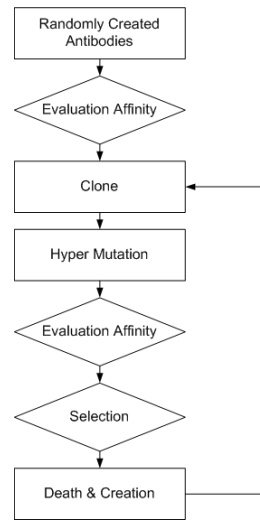 Randomly Created
Antibodies
Evaluation Affinity
Clone
Hyper Mutation
Evaluation Affinity
Selection
Death & Creation